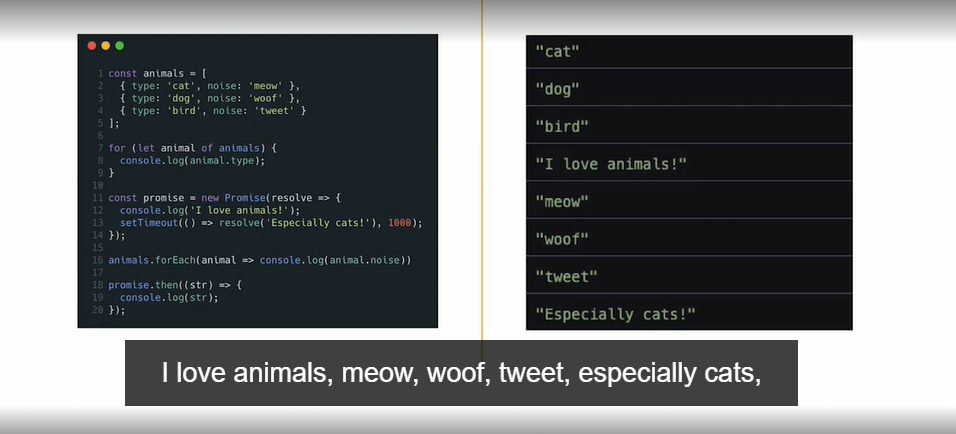 1 const animals = [
2   { type: 'cat', noise: 'meow' },
3   { type: 'dog', noise: 'woof' },
4   { type: 'bird', noise: 'tweet' }
5 ];
6
7 for (let animal of animals) {
8   console.log(animal.type);
9 }
10
11 const promise = new Promise(resolve => {
12   console.log('I love animals!');
13   setTimeout(() => resolve('Especially cats!'), 1000);
14 });
15
16 animals.forEach(animal => console.log(animal.noise))
17
18 promise.then((str) => {
19   console.log(str);
20 });
"cat"
"dog"
"bird"
"I love animals!"
"meow"
"woof"
"tweet"
"Especially cats!"
I love animals, meow, woof, tweet, especially cats,